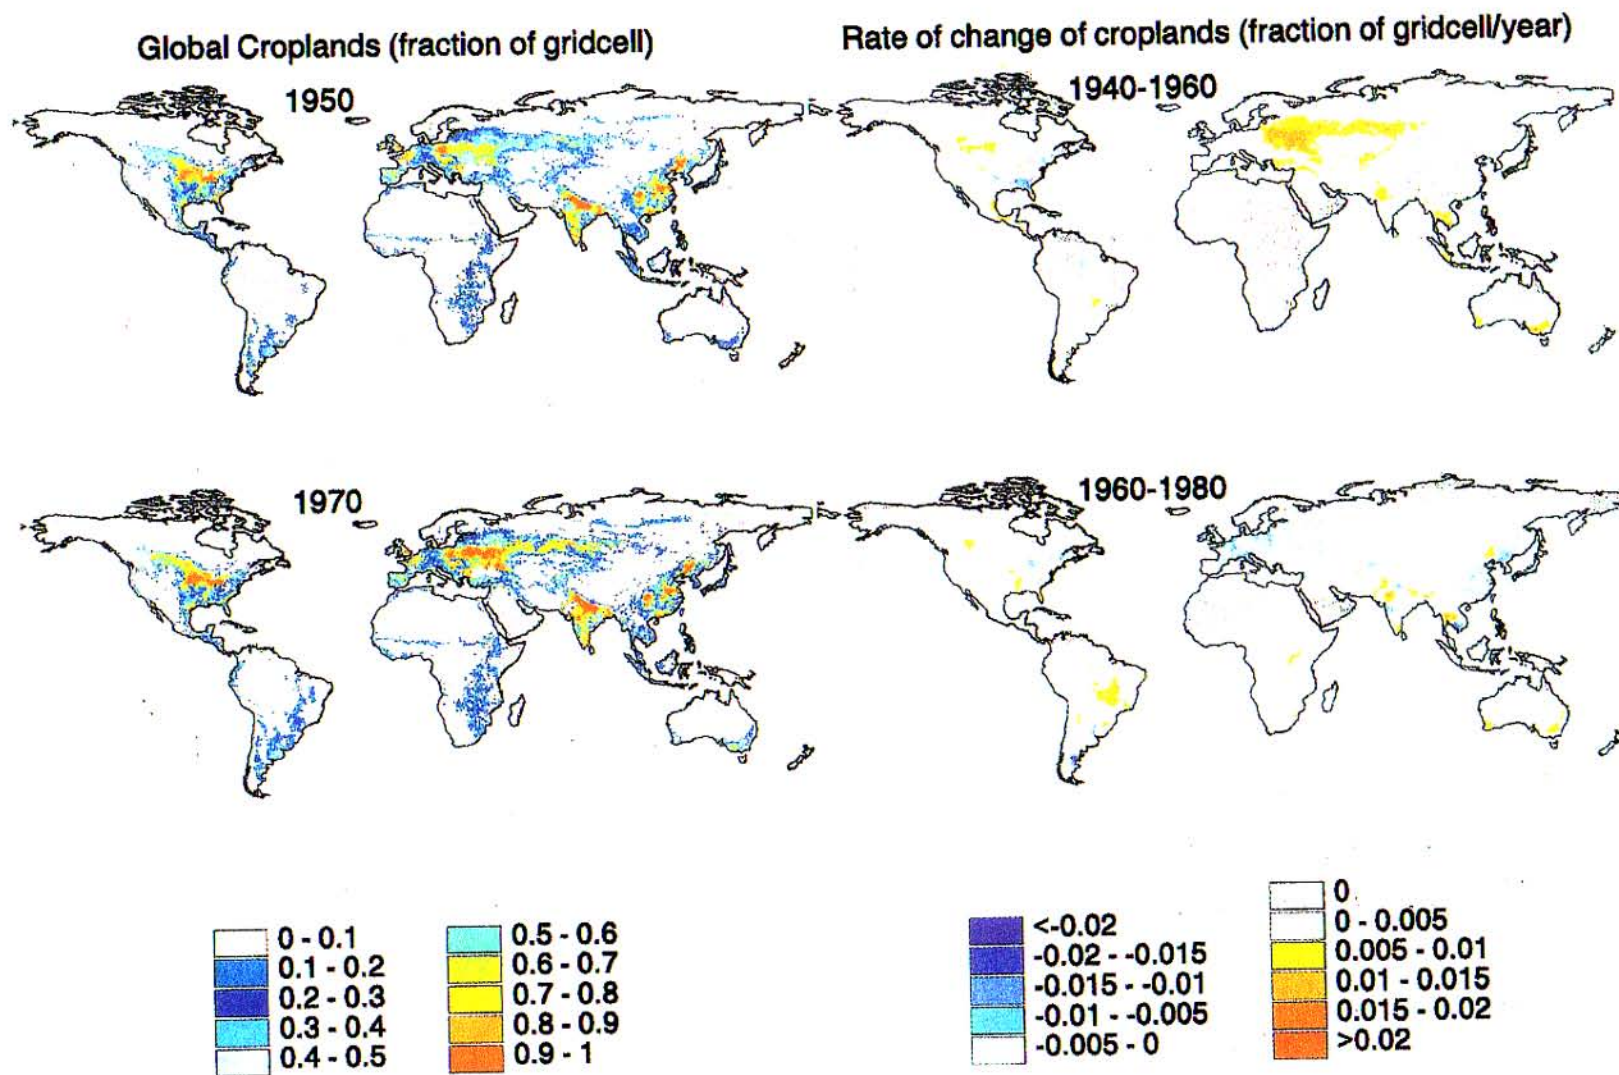 Global Croplands (fraction of gridcell)
Rate of change of croplands (fraction of gridcell/year)
1950
1940-1960
1970
1960-1980
0 - 0.1
0.1 - 0.2
0.2 - 0.3
0.3 - 0.4
0.4 - 0.5
0.5 - 0.6
0.6 - 0.7
0.7 - 0.8
0.8 - 0.9
0.9 - 1
<-0.02
-0.02 - -0.015
-0.015 - -0.01
-0.01 - -0.005
-0.005 - 0
0
0 - 0.005
0.005 - 0.01
0.01 - 0.015
0.015 - 0.02
>0.02